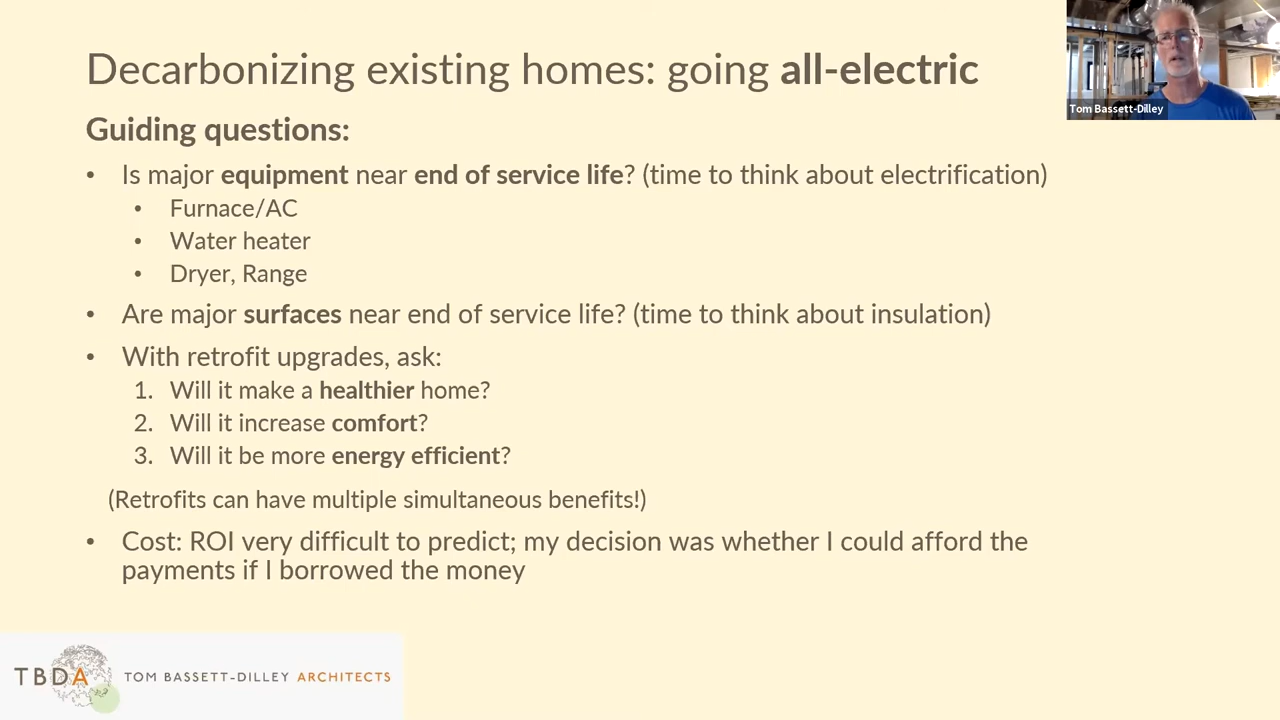 Decarbonizing existing homes: going all-electric
Tom Bassett-Dilley
Guiding questions:
• Is major equipment near end of service life? (time to think about electrification)
• Furnace/AC
• Water heater
• Dryer, Range
• Are major surfaces near end of service life? (time to think about insulation)
• With retrofit upgrades, ask:
1. Will it make a healthier home?
2. Will it increase comfort?
3. Will it be more energy efficient?
(Retrofits can have multiple simultaneous benefits!)
• Cost: ROI very difficult to predict; my decision was whether I could afford the
payments if I borrowed the money
TBDA TOM BASSETT-DILLEY ARCHITECTS